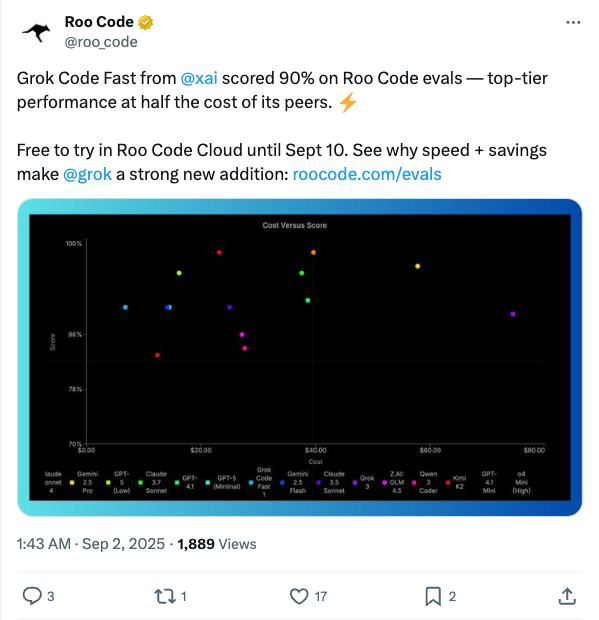 Roo Code
@roo_code
Grok Code Fast from @xai scored 90% on Roo Code evals — top-tier
performance at half the cost of its peers. ⚡
Free to try in Roo Code Cloud until Sept 10. See why speed + savings
make @grok a strong new addition: roocode.com/evals
Cost Versus Score
100%
86%
Score
78%
70%
$0.00 $20.00 $40.00 $60.00 $80.00
Cost
laude onnet 4
Gemini 2.5 Pro
GPT-5 (Low)
Claude 3.7 Sonnet
GPT-4.1
GPT-5 (Minimal)
Grok Code Fast 1
Gemini 2.5 Flash
Claude 3.5 Sonnet
Grok 3
Z.AI: GLM 4.5
Qwen 3 Coder
Kimi K2
GPT-4.1 Mini
o4 Mini (High)
1:43 AM · Sep 2, 2025 · 1,889 Views
3 1 17 2